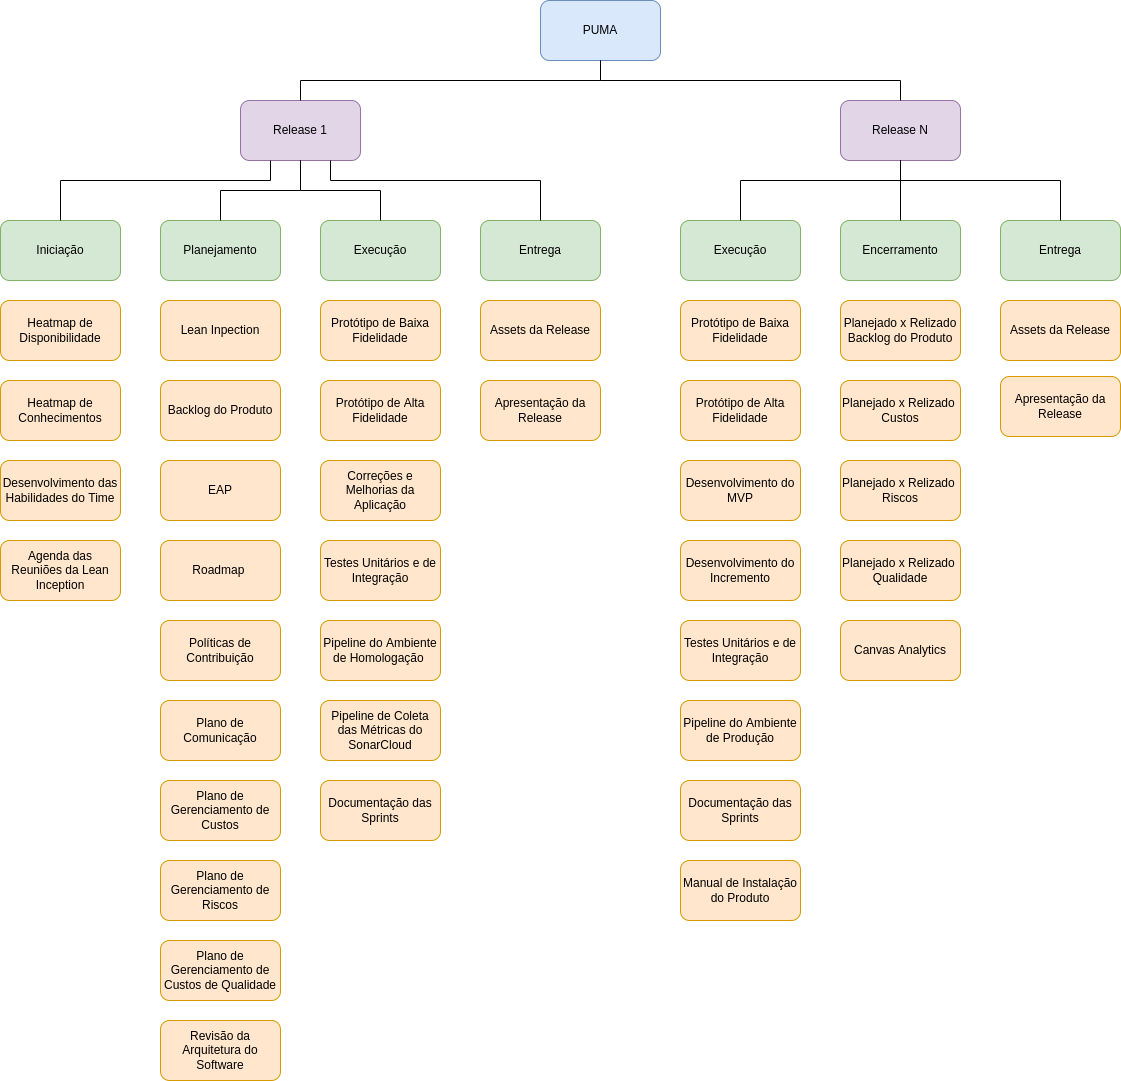 PUMA
Release 1
Release N
Iniciação
Planejamento
Execução
Entrega
Execução
Encerramento
Entrega
Heatmap de
Disponibilidade
Lean Inpection
Protótipo de Baixa
Fidelidade
Assets da Release
Protótipo de Baixa
Fidelidade
Planejado x Relizado
Backlog do Produto
Assets da Release
Heatmap de
Conhecimentos
Backlog do Produto
Protótipo de Alta
Fidelidade
Apresentação da
Release
Protótipo de Alta
Fidelidade
Planejado x Relizado
Custos
Apresentação da
Release
Desenvolvimento das
Habilidades do Time
EAP
Correções e
Melhorias da
Aplicação
Desenvolvimento do
MVP
Planejado x Relizado
Riscos
Agenda das
Reuniões da Lean
Inception
Roadmap
Testes Unitários e de
Integração
Desenvolvimento do
Incremento
Planejado x Relizado
Qualidade
Políticas de
Contribuição
Pipeline do Ambiente
de Homologação
Testes Unitários e de
Integração
Canvas Analytics
Plano de
Comunicação
Pipeline de Coleta
das Métricas do
SonarCloud
Pipeline do Ambiente
de Produção
Plano de
Gerenciamento de
Custos
Documentação das
Sprints
Documentação das
Sprints
Plano de
Gerenciamento de
Riscos
Manual de Instalação
do Produto
Plano de
Gerenciamento de
Custos de Qualidade
Revisão da
Arquitetura do
Software